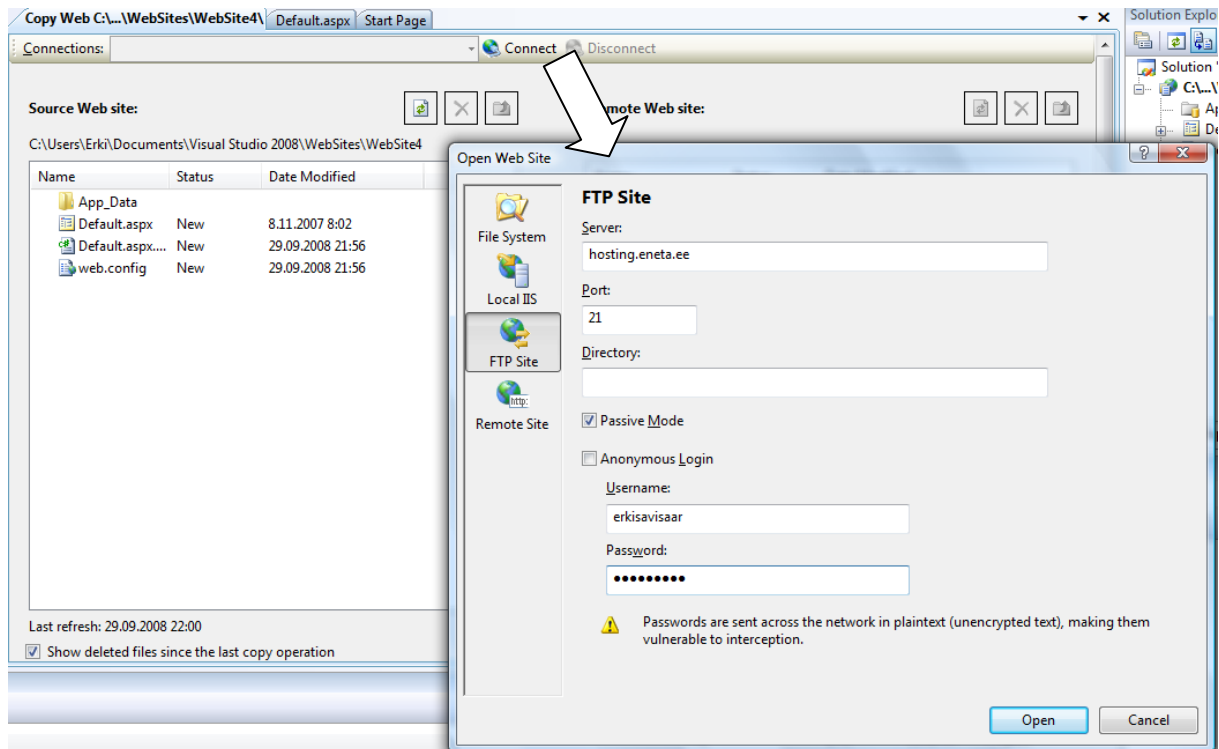 Copy Web C:\...\WebSites\WebSite4\ Default.aspx Start Page
Connections: Connect Disconnect
Source Web site:
C:\Users\Erki\Documents\Visual Studio 2008\WebSites\WebSite4
Name Status Date Modified
App_Data
Default.aspx New 8.11.2007 8:02
Default.aspx.... New 29.09.2008 21:56
web.config New 29.09.2008 21:56
Last refresh: 29.09.2008 22:00
Show deleted files since the last copy operation
mote Web site:
Solution Explo
Solution '
C:\...\
Ap
De
Open Web Site
File System
Local IIS
FTP Site
Remote Site
FTP Site
Server:
hosting.eneta.ee
Port:
21
Directory:
Passive Mode
Anonymous Login
Username:
erkisavisaar
Password:
•••••••••
Passwords are sent across the network in plaintext (unencrypted text), making them
vulnerable to interception.
Open Cancel